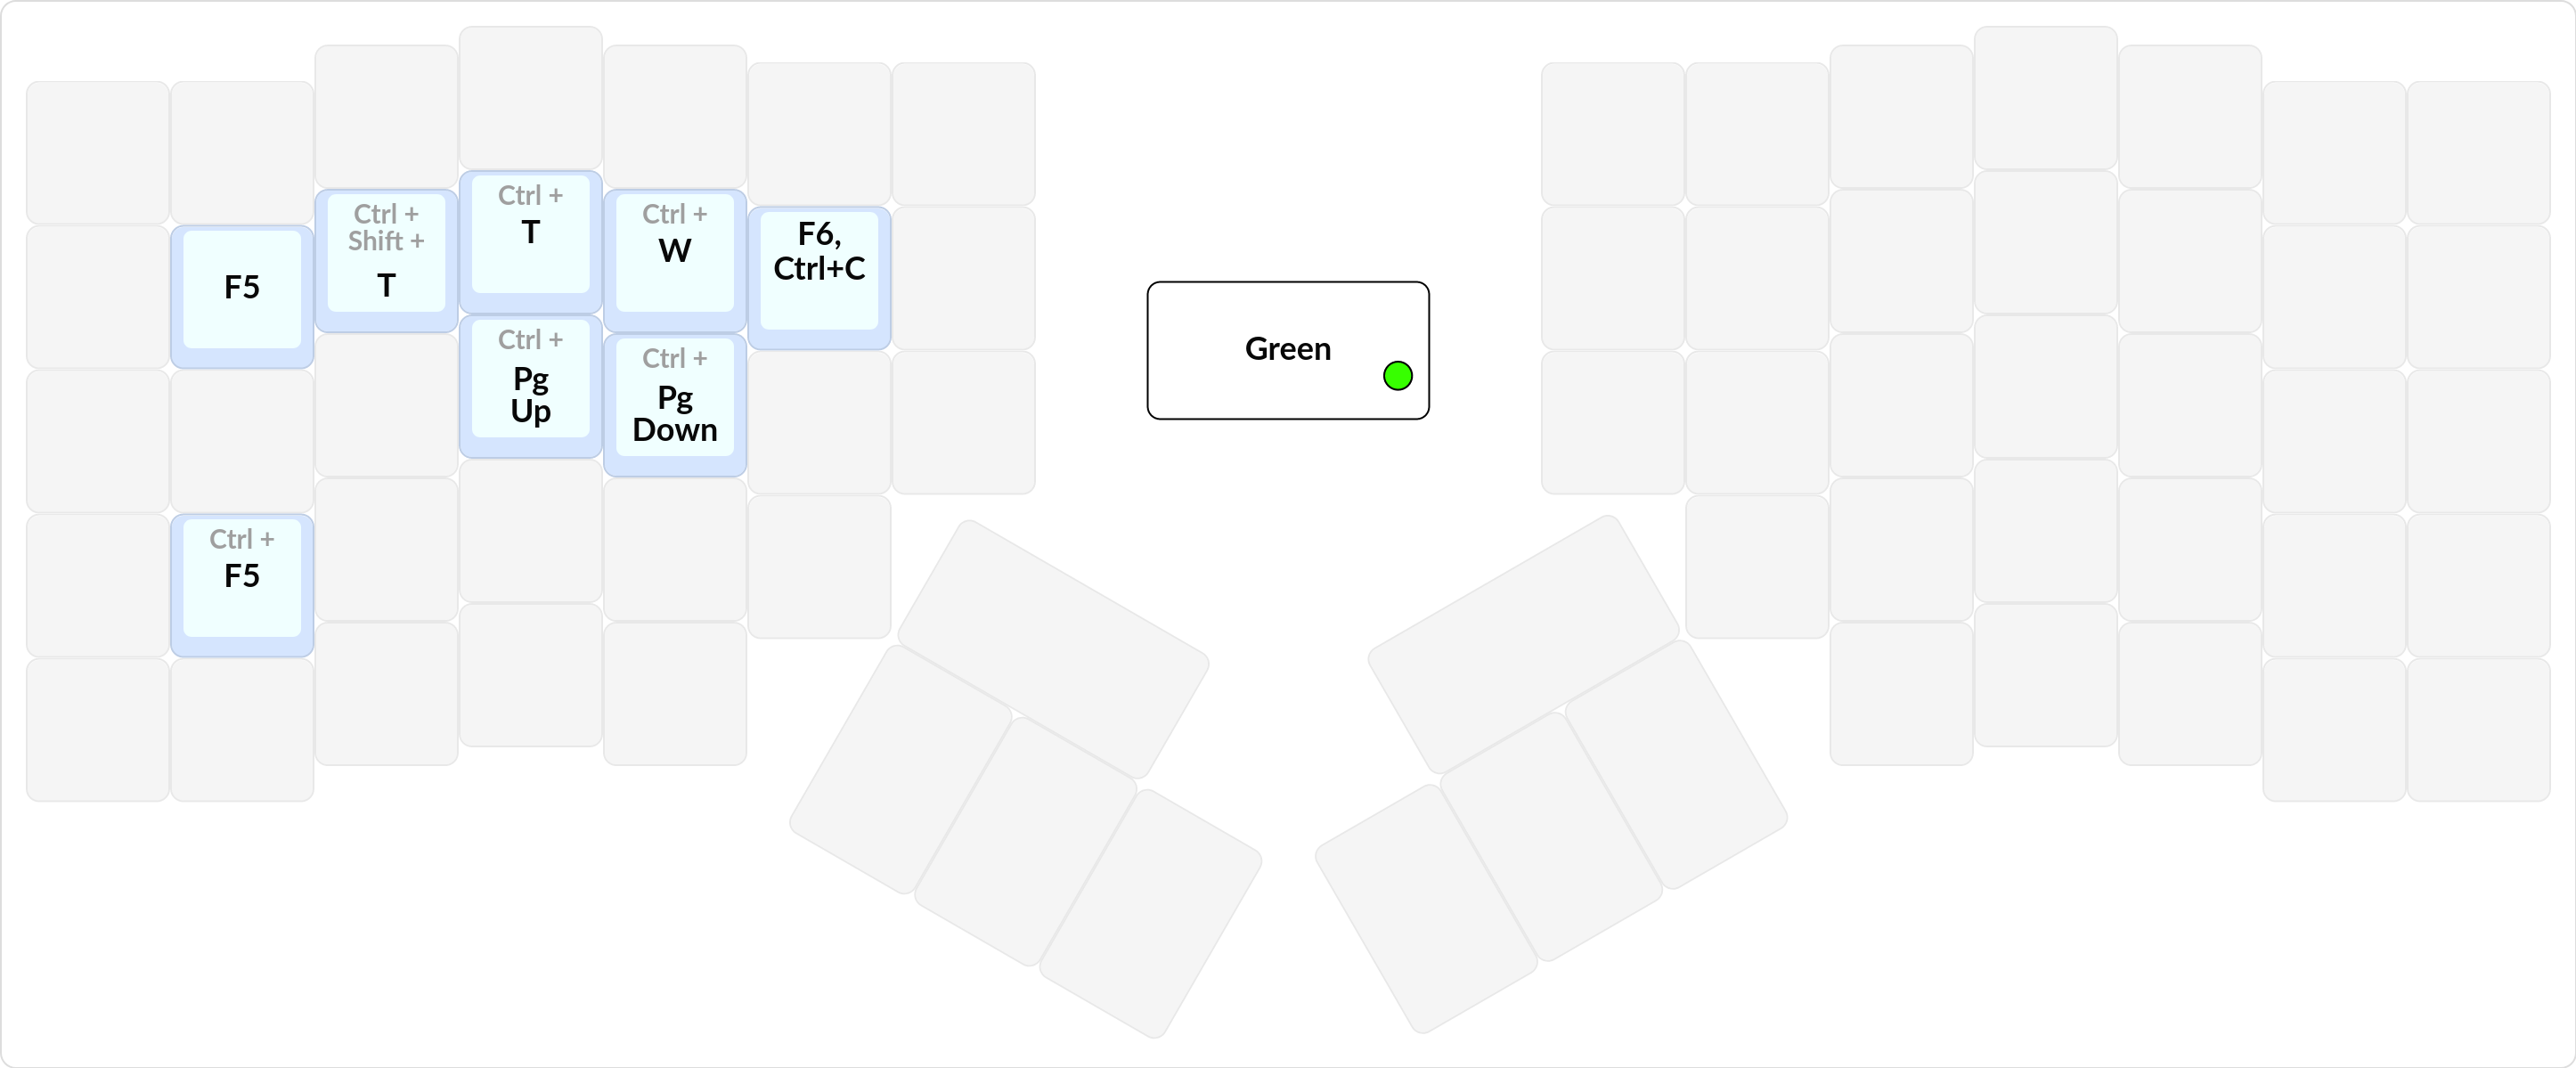 Ctrl +
T
Ctrl +
Shift +
T
Ctrl +
W
F6,
Ctrl+C
F5
Ctrl +
Pg
Up
Ctrl +
Pg
Down
Green
Ctrl +
F5